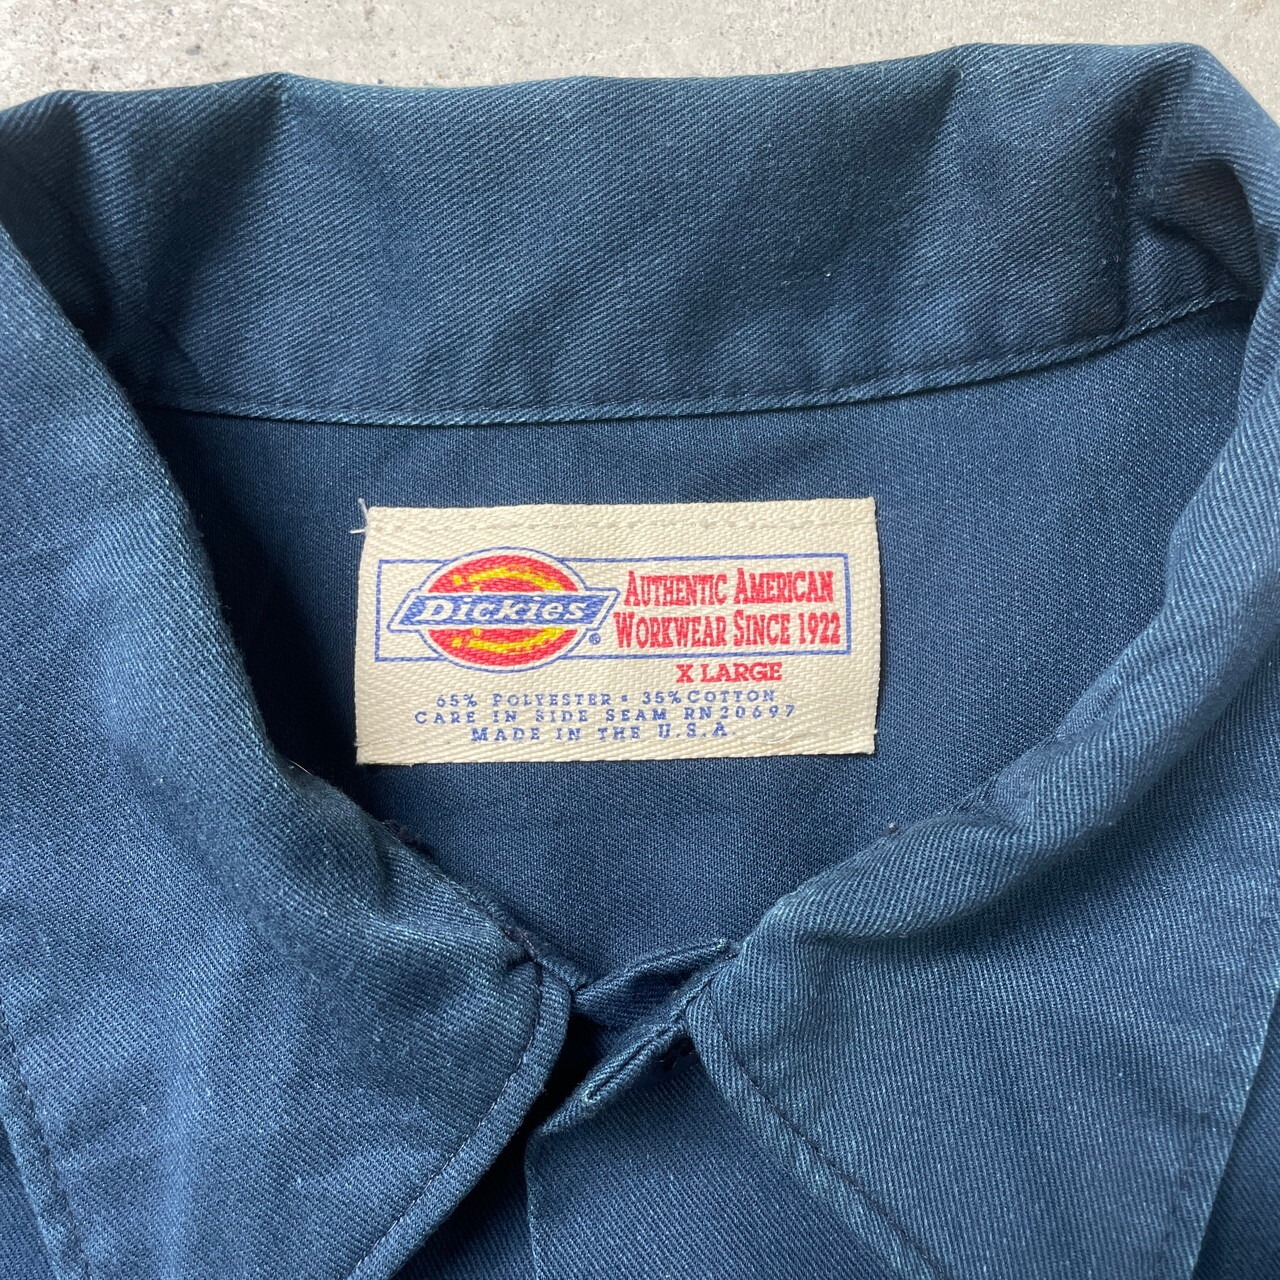 Dickies®
AUTHENTIC AMERICAN
WORKWEAR SINCE 1922
X LARGE
65% POLYESTER • 35% COTTON
CARE IN SIDE SEAM RN20697
MADE IN THE U.S.A.